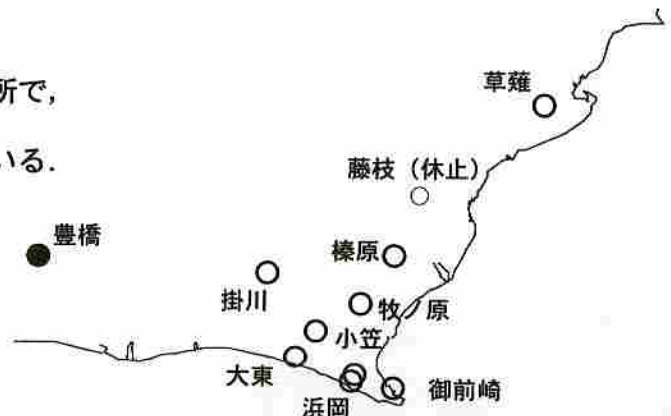 所で，
いる．
草薙
藤枝（休止）
豊橋
榛原
掛川
牧ノ原
小笠
大東
御前崎
浜岡